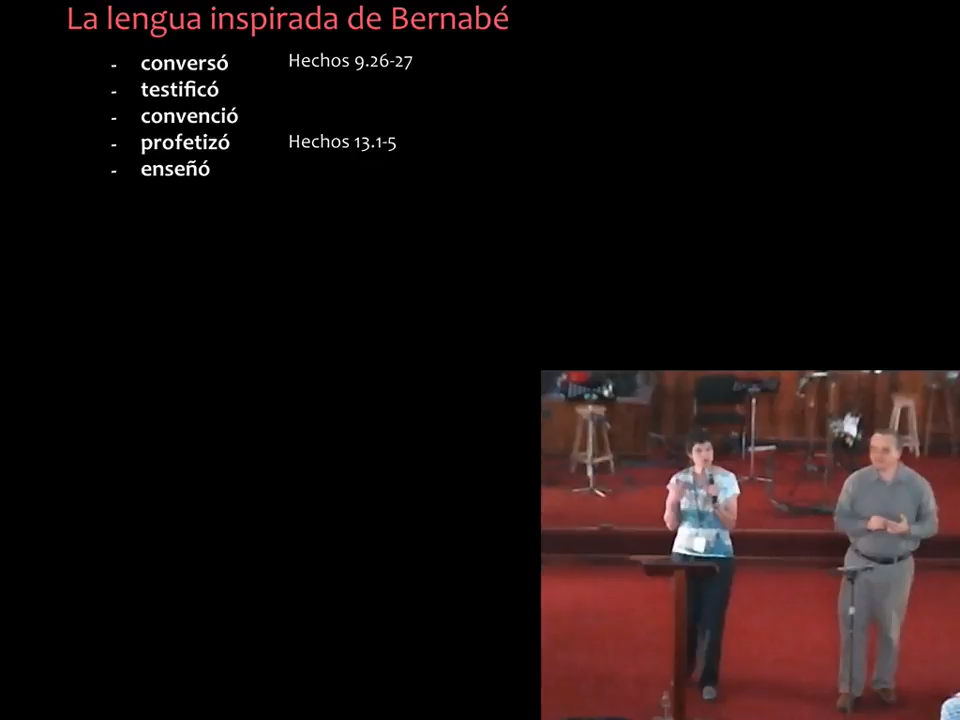 La lengua inspirada de Bernabé
- conversó Hechos 9.26-27
- testificó
- convenció
- profetizó Hechos 13.1-5
- enseñó